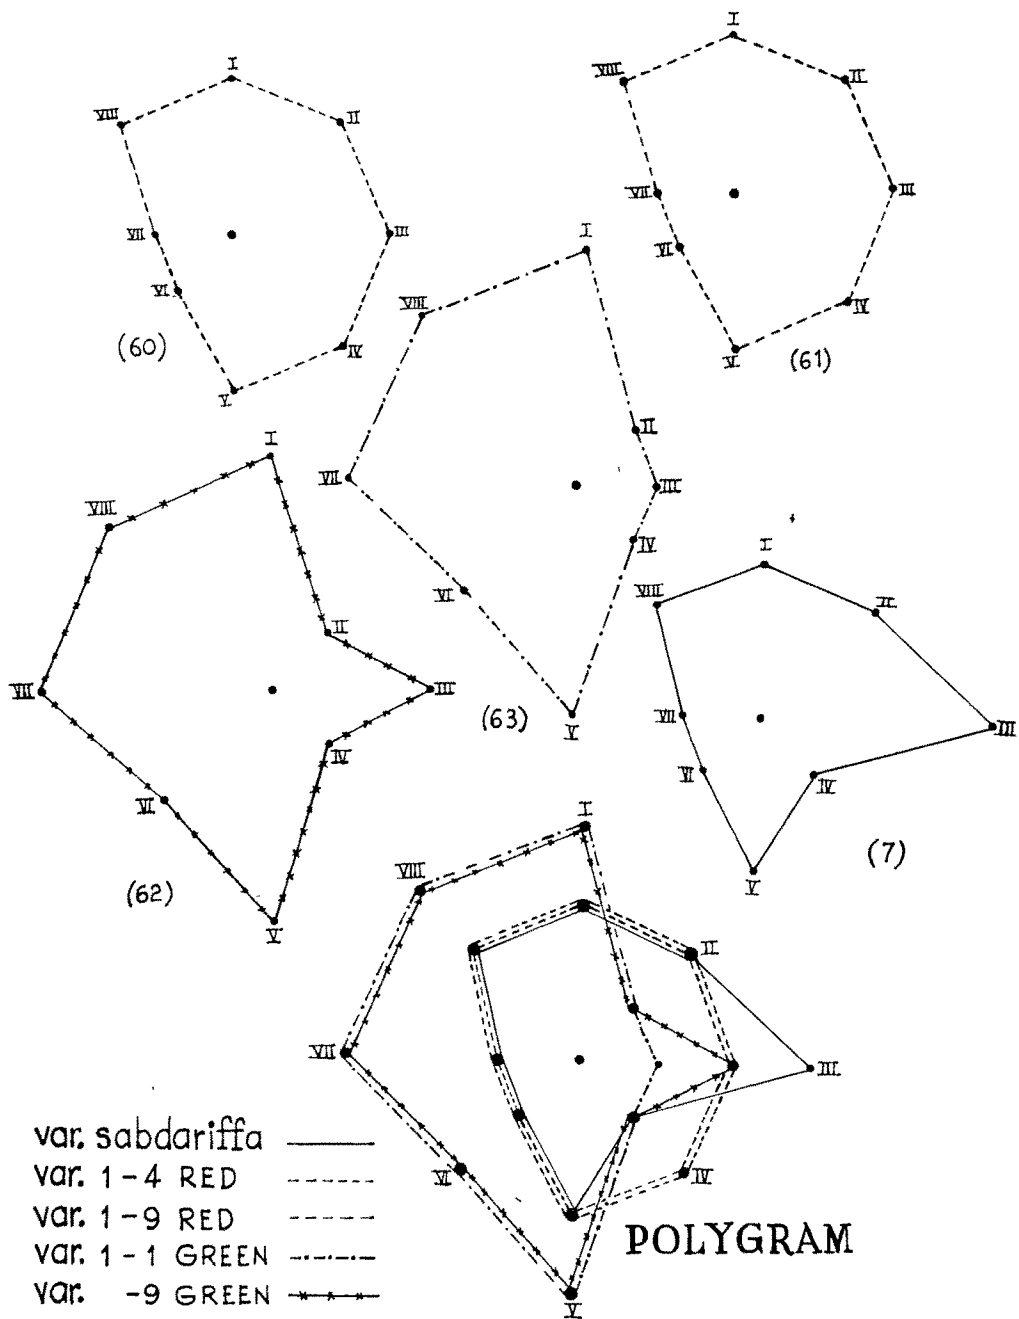 I
VIII
II
VII
III
VI
IV
V
(60)
I
VIII
II
VII
III
VI
IV
V
(61)
I
VIII
II
VII
III
IV
VI
V
(63)
I
VIII
II
VII
III
IV
VI
V
(62)
I
VIII
II
VII
III
VI
IV
V
(7)
I
VIII
II
VII
III
VI
IV
V
POLYGRAM
var. sabdariffa
var. 1-4 RED
var. 1-9 RED
var. 1-1 GREEN
var. -9 GREEN